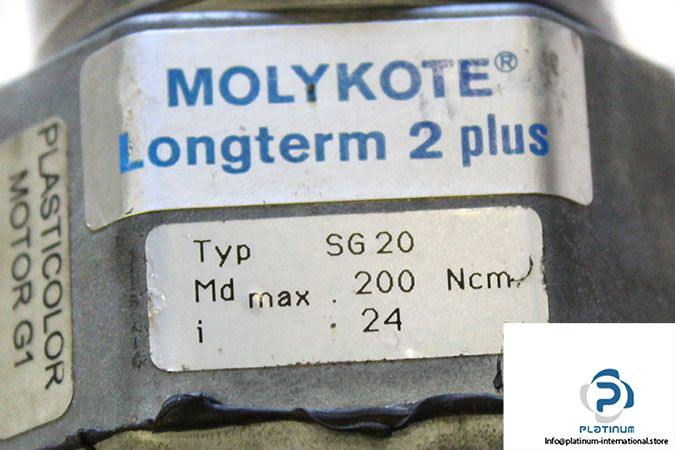 MOLYKOTE®
Longterm 2 plus
PLASTICOLOR
MOTOR G1
Typ SG 20
Md max . 200 Ncm
i 24
PLATINUM
Info@platinum-international.store